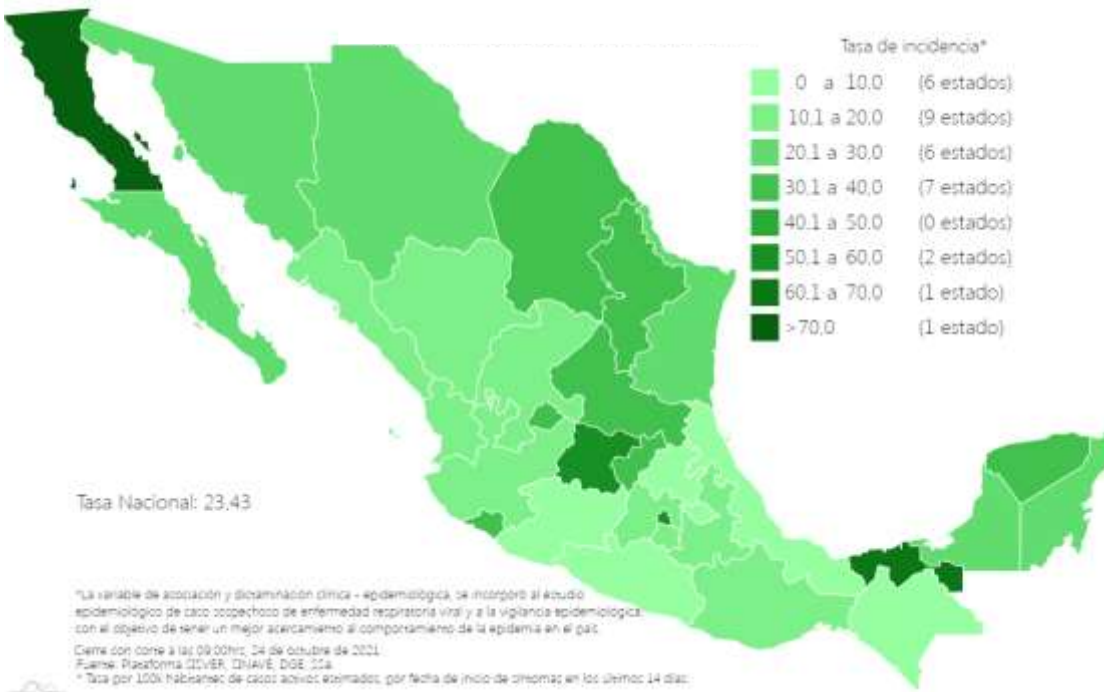 Tasa de incidencia*
0 a 10,0 (6 estados)
10,1 a 20,0 (9 estados)
20,1 a 30,0 (6 estados)
30,1 a 40,0 (7 estados)
40,1 a 50,0 (0 estados)
50,1 a 60,0 (2 estados)
60,1 a 70,0 (1 estado)
>70,0 (1 estado)
Tasa Nacional: 23,43
*La variable de asociación y dictaminación clínica - epidemiológica, se incorporó al estudio
epidemiológico de caso sospechoso de enfermedad respiratoria viral y a la vigilancia epidemiológica,
con el objetivo de tener un mejor acercamiento al comportamiento de la epidemia en el país
Cierre con corte a las 09:00hrs, 24 de octubre de 2021
Fuente: Plataforma SISVER, SINAVE, DGE, SSa
* Tasa por 100k habitantes de casos activos estimados, por fecha de inicio de síntomas en los últimos 14 días.